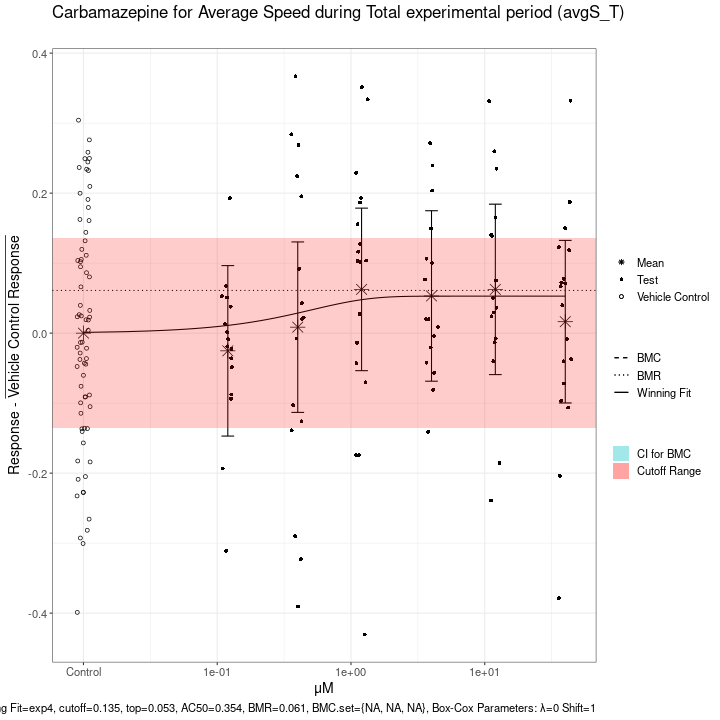 Carbamazepine for Average Speed during Total experimental period (avgS_T)
Response - Vehicle Control Response
0.4
0.2
0.0
-0.2
-0.4
Control
1e-01
1e+00
1e+01
μM
Mean
Test
Vehicle Control
BMC
BMR
Winning Fit
CI for BMC
Cutoff Range
g Fit=exp4, cutoff=0.135, top=0.053, AC50=0.354, BMR=0.061, BMC.set={NA, NA, NA}, Box-Cox Parameters: λ=0 Shift=1